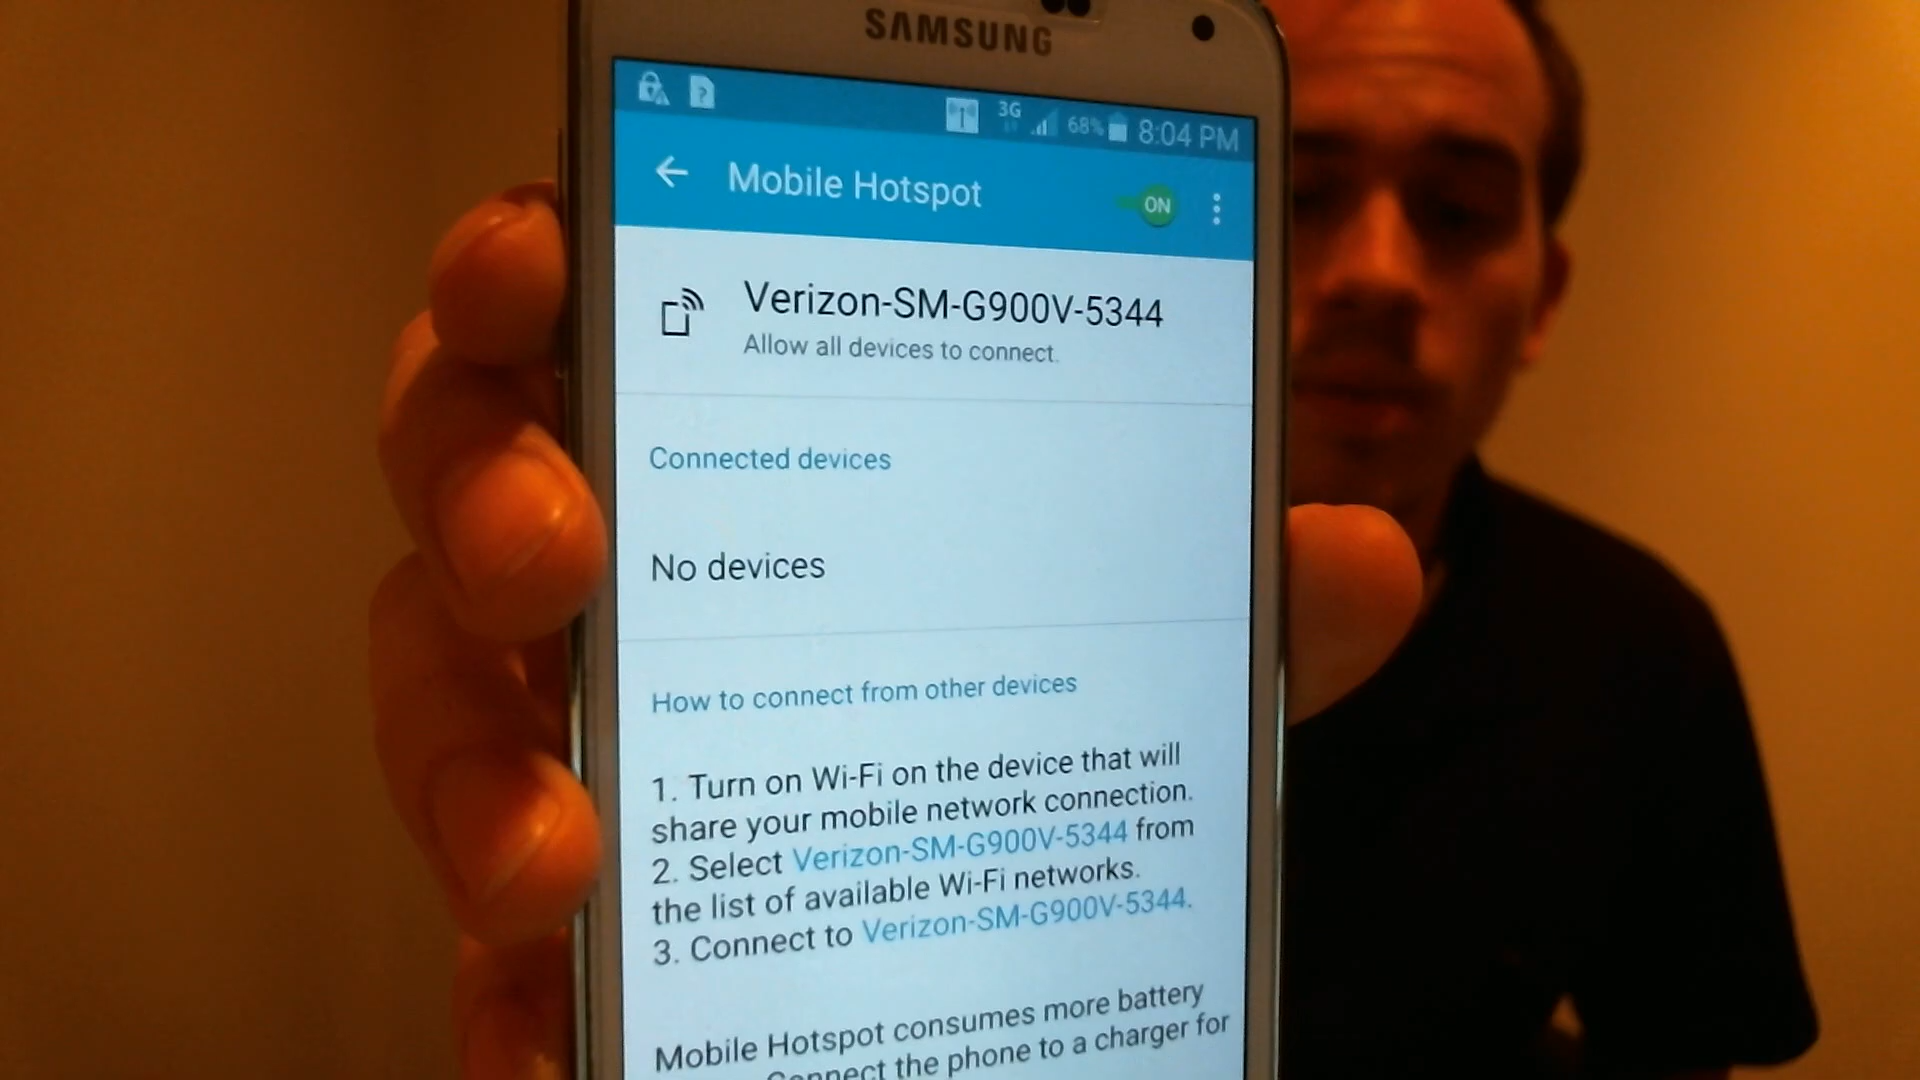 SAMSUNG
3G 68% 8:04 PM
Mobile Hotspot ON
Verizon-SM-G900V-5344
Allow all devices to connect.
Connected devices
No devices
How to connect from other devices
1. Turn on Wi-Fi on the device that will
share your mobile network connection.
2. Select Verizon-SM-G900V-5344 from
the list of available Wi-Fi networks.
3. Connect to Verizon-SM-G900V-5344.
Mobile Hotspot consumes more battery
Connect the phone to a charger for